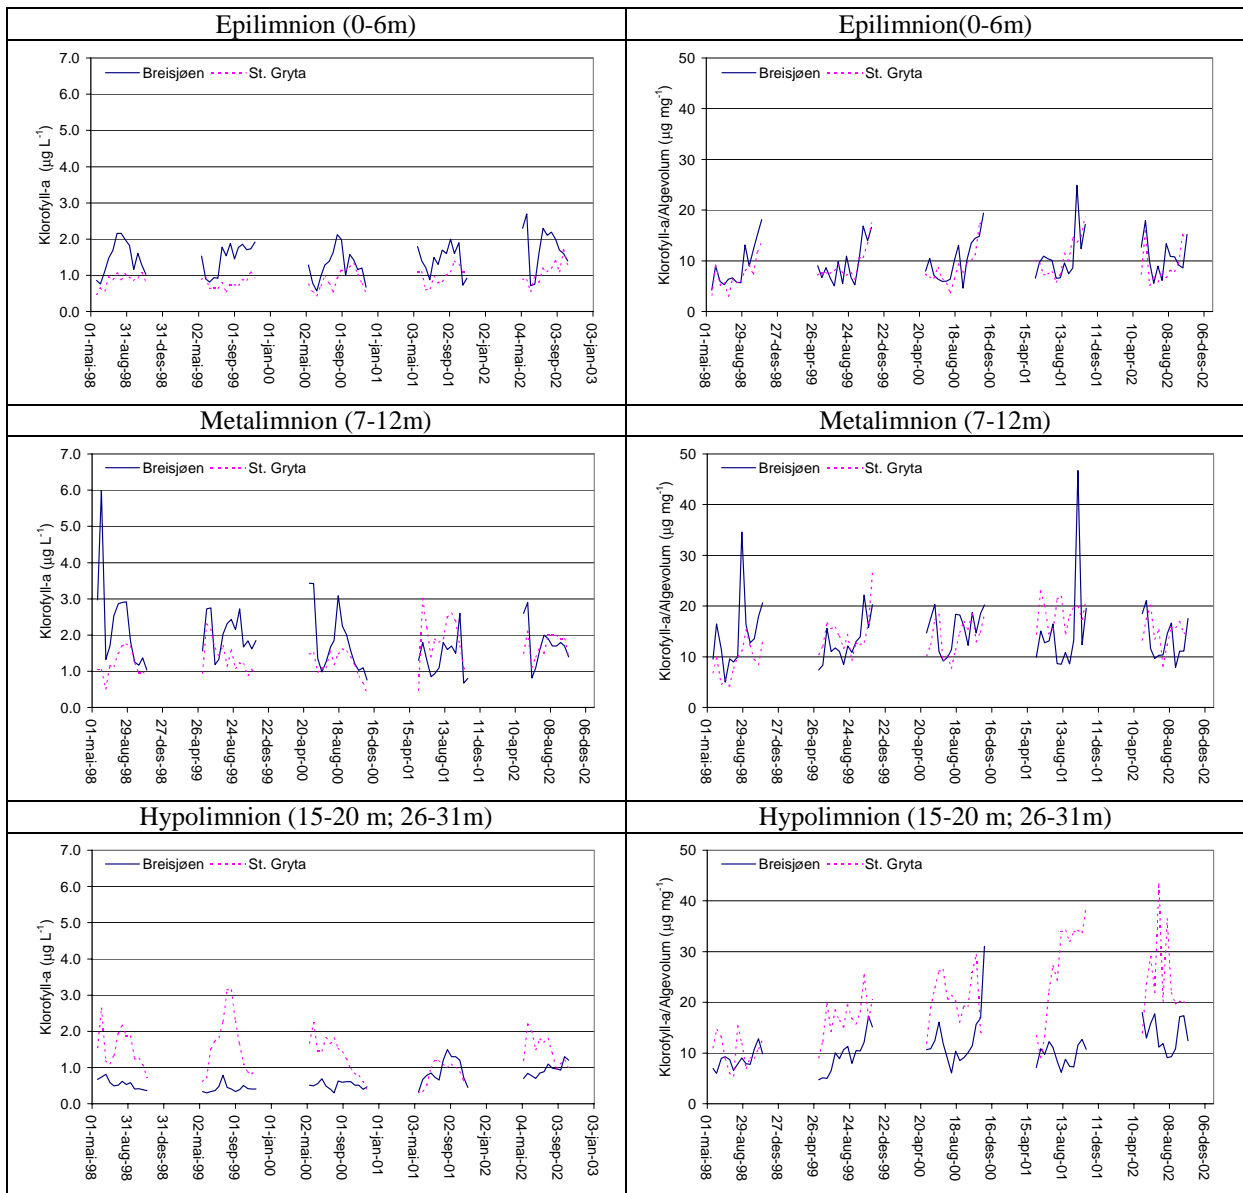 Epilimnion (0-6m)
Epilimnion(0-6m)
Klorofyll-a (µg L-1)
7.0
6.0
5.0
4.0
3.0
2.0
1.0
0.0
Breisjøen
St. Gryta
01-mai-98
31-aug-98
31-des-98
02-mai-99
01-sep-99
01-jan-00
02-mai-00
01-sep-00
01-jan-01
03-mai-01
02-sep-01
02-jan-02
04-mai-02
03-sep-02
03-jan-03
Klorofyll-a/Algevolum (µg mg-1)
50
40
30
20
10
0
Breisjøen
St. Gryta
01-mai-98
29-aug-98
27-des-98
26-apr-99
24-aug-99
22-des-99
20-apr-00
18-aug-00
16-des-00
15-apr-01
13-aug-01
11-des-01
10-apr-02
08-aug-02
06-des-02
Metalimnion (7-12m)
Metalimnion (7-12m)
Klorofyll-a (µg L-1)
7.0
6.0
5.0
4.0
3.0
2.0
1.0
0.0
Breisjøen
St. Gryta
01-mai-98
29-aug-98
27-des-98
26-apr-99
24-aug-99
22-des-99
20-apr-00
18-aug-00
16-des-00
15-apr-01
13-aug-01
11-des-01
10-apr-02
08-aug-02
06-des-02
Klorofyll-a/Algevolum (µg mg-1)
50
40
30
20
10
0
Breisjøen
St. Gryta
01-mai-98
29-aug-98
27-des-98
26-apr-99
24-aug-99
22-des-99
20-apr-00
18-aug-00
16-des-00
15-apr-01
13-aug-01
11-des-01
10-apr-02
08-aug-02
06-des-02
Hypolimnion (15-20 m; 26-31m)
Hypolimnion (15-20 m; 26-31m)
Klorofyll-a (µg L-1)
7.0
6.0
5.0
4.0
3.0
2.0
1.0
0.0
Breisjøen
St. Gryta
01-mai-98
31-aug-98
31-des-98
02-mai-99
01-sep-99
01-jan-00
02-mai-00
01-sep-00
01-jan-01
03-mai-01
02-sep-01
02-jan-02
04-mai-02
03-sep-02
03-jan-03
Klorofyll-a/Algevolum (µg mg-1)
50
40
30
20
10
0
Breisjøen
St. Gryta
01-mai-98
29-aug-98
27-des-98
26-apr-99
24-aug-99
22-des-99
20-apr-00
18-aug-00
16-des-00
15-apr-01
13-aug-01
11-des-01
10-apr-02
08-aug-02
06-des-02